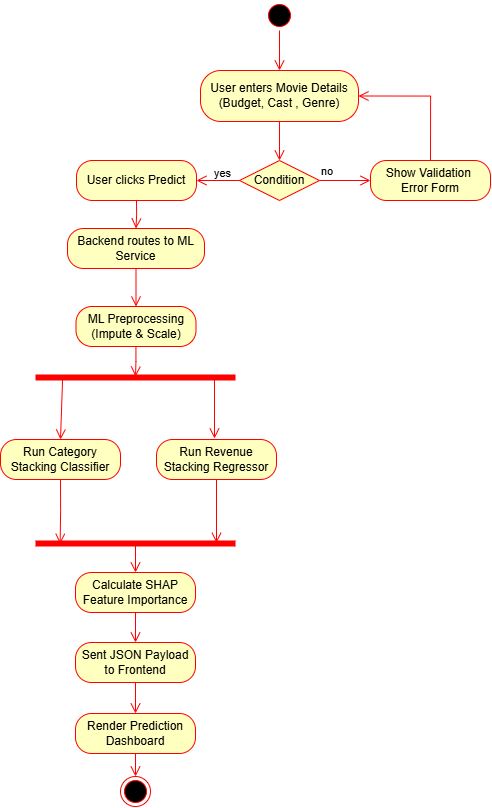 User enters Movie Details
(Budget, Cast , Genre)
User clicks Predict
yes
Condition
no
Show Validation
Error Form
Backend routes to ML
Service
ML Preprocessing
(Impute & Scale)
Run Category
Stacking Classifier
Run Revenue
Stacking Regressor
Calculate SHAP
Feature Importance
Sent JSON Payload
to Frontend
Render Prediction
Dashboard